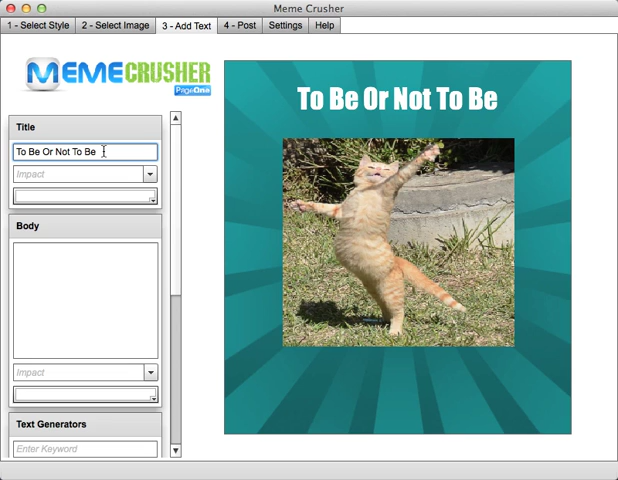 Meme Crusher
1 - Select Style 2 - Select Image 3 - Add Text 4 - Post Settings Help
MEMECRUSHER
PageOne
To Be Or Not To Be
Title
To Be Or Not To Be
Impact
Body
Impact
Text Generators
Enter Keyword